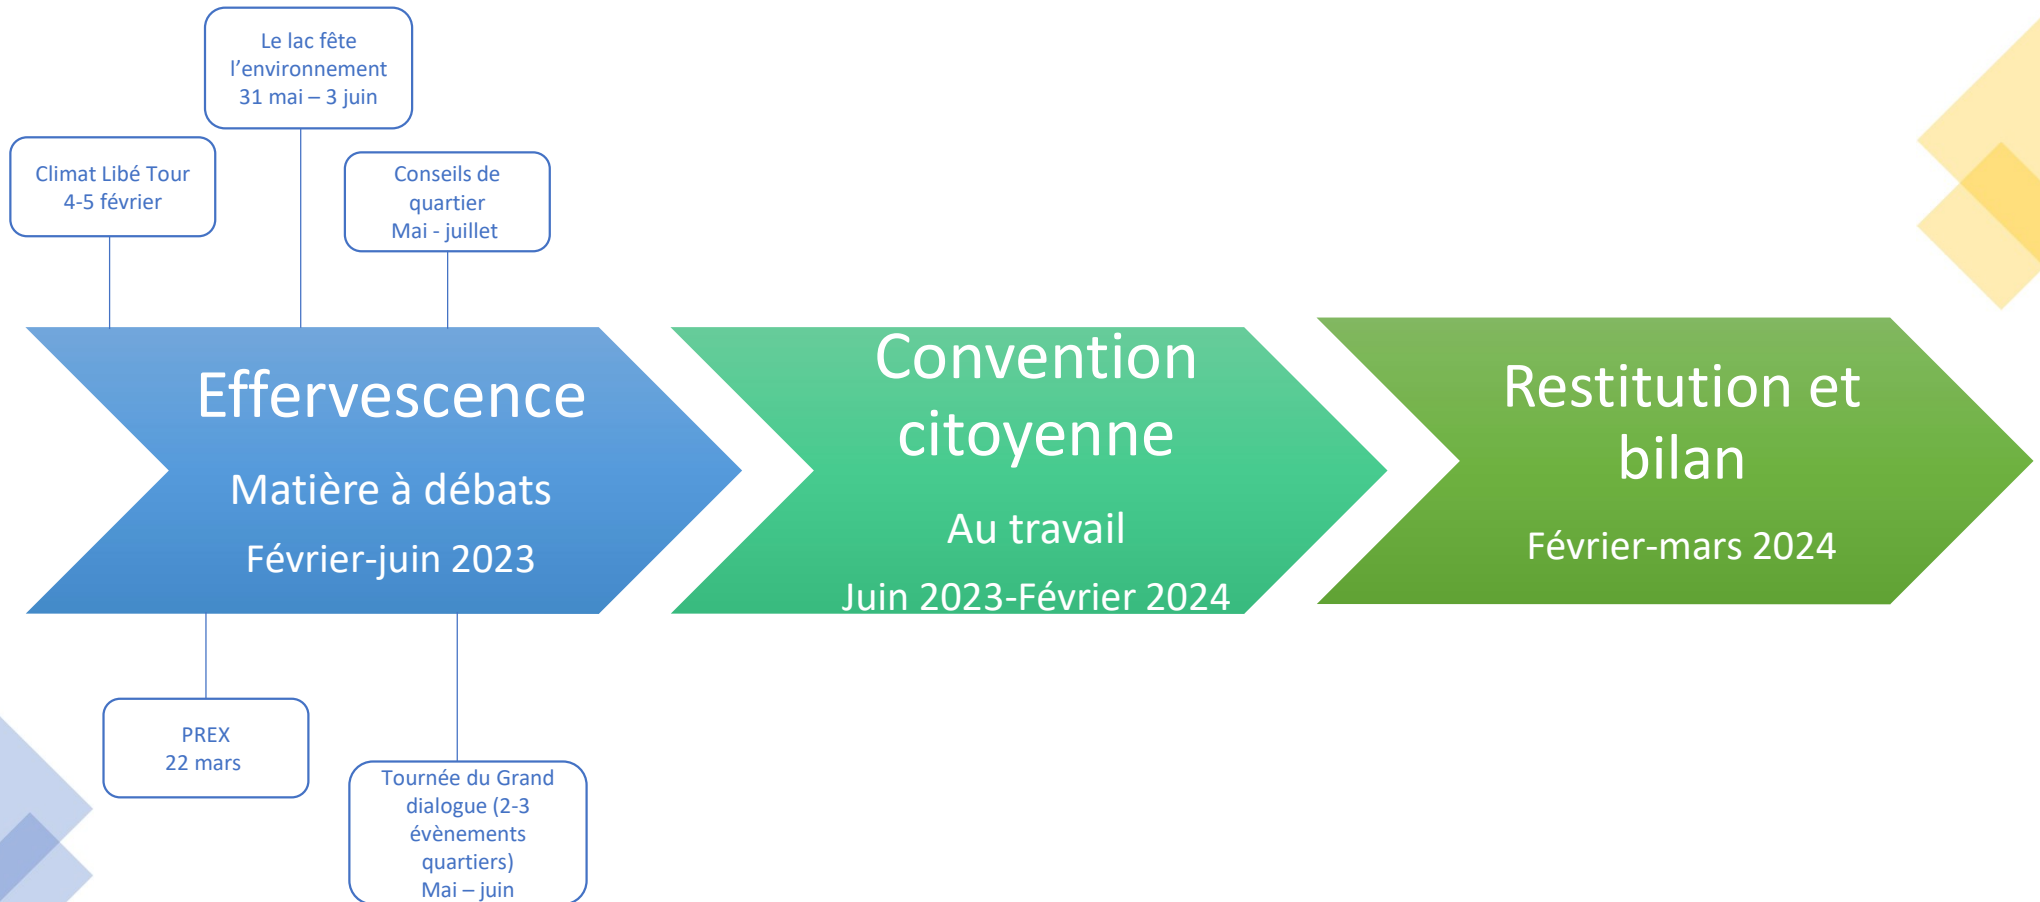 Le lac fête
l’environnement
31 mai – 3 juin
Climat Libé Tour
4-5 février
Conseils de
quartier
Mai - juillet
Effervescence
Matière à débats
Février-juin 2023
Convention
citoyenne
Au travail
Juin 2023-Février 2024
Restitution et
bilan
Février-mars 2024
PREX
22 mars
Tournée du Grand
dialogue (2-3
évènements
quartiers)
Mai – juin